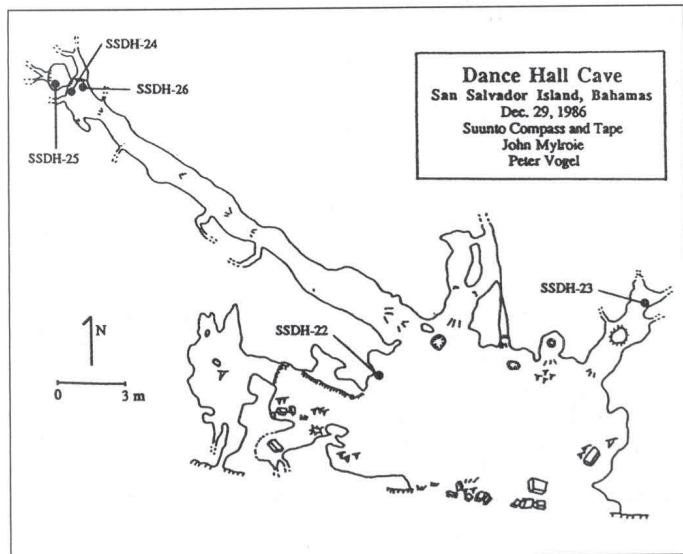 SSDH-24
SSDH-26
SSDH-25
Dance Hall Cave
San Salvador Island, Bahamas
Dec. 29, 1986
Suunto Compass and Tape
John Mylroie
Peter Vogel
SSDH-23
SSDH-22
N
0 3 m